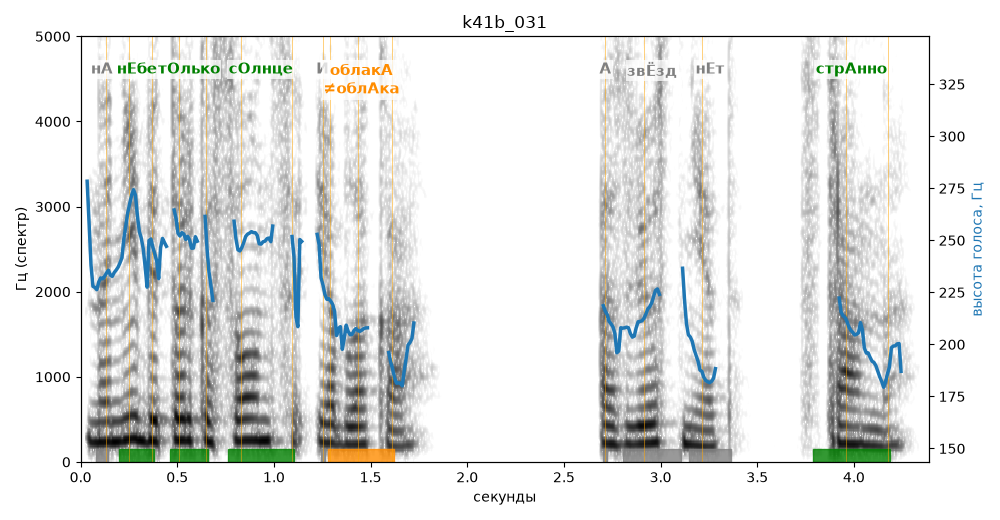 k41b_031
нА нЕбе тОлько сОлнце И облакА
≠облАка
А звЁзд нЕт стрАнно
Гц (спектр)
5000
4000
3000
2000
1000
0
0.0 0.5 1.0 1.5 2.0 2.5 3.0 3.5 4.0
секунды
325
300
275
250
225
200
175
150
высота голоса, Гц